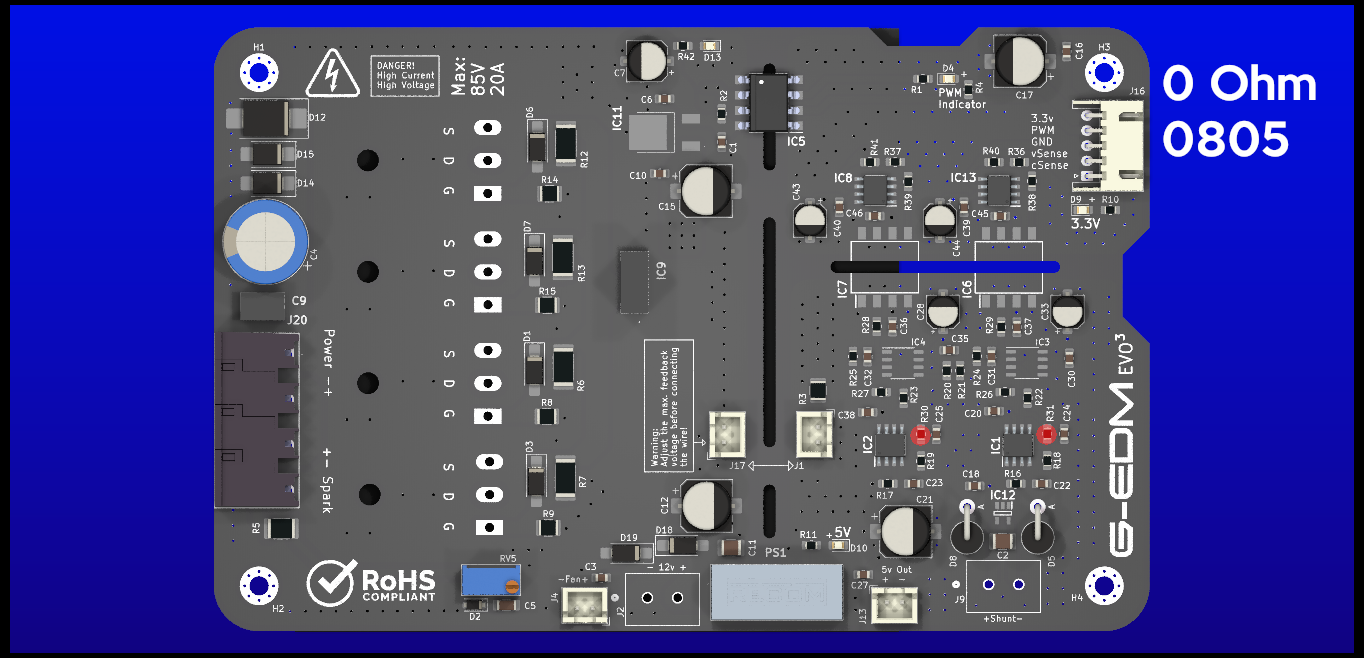 0 Ohm
0805
H1
DANGER!
High Current
High Voltage
Max:
85V
20A
C7
R42
D13
C17
C16
H3
J16
D4
+
R1
R4
PWM
Indicator
D12
D15
D14
C4
+
C9
J20
Power -+
+- Spark
R5
S
D
G
D6
R12
R14
S
D
G
D7
R13
R15
S
D
G
D1
R6
R8
S
D
G
D3
R7
R9
IC11
C6
R2
C1
IC5
C10
C15
IC9
3.3v
PWM
GND
vSense
cSense
D9 +
R10
3.3V
R41
R37
R40
R36
IC8
IC13
R39
R38
C43
C40
C46
C39
C44
C45
IC7
IC6
C28
C33
R28
C36
R29
C37
IC4
IC3
C35
R25
C32
R20
R21
R24
C31
C30
R27
R23
R26
R22
R3
C38
C20
R30
C25
R31
C24
IC2
IC1
R19
R18
R17
C23
R16
C22
C18
IC12
C21
A
A
D8
C2
D5
Warning:
Adjust the max. feedback
voltage before connecting
the wire!
J17
J1
C12
D18
D19
C11
PS1
R11
+
5V
D10
- 12v +
J2
C3
-Fan+
J4
C5
D2
RV5
C27
5v Out
+ -
J13
J9
+Shunt-
H4
H2
RoHS
COMPLIANT
G-EDM EVO³